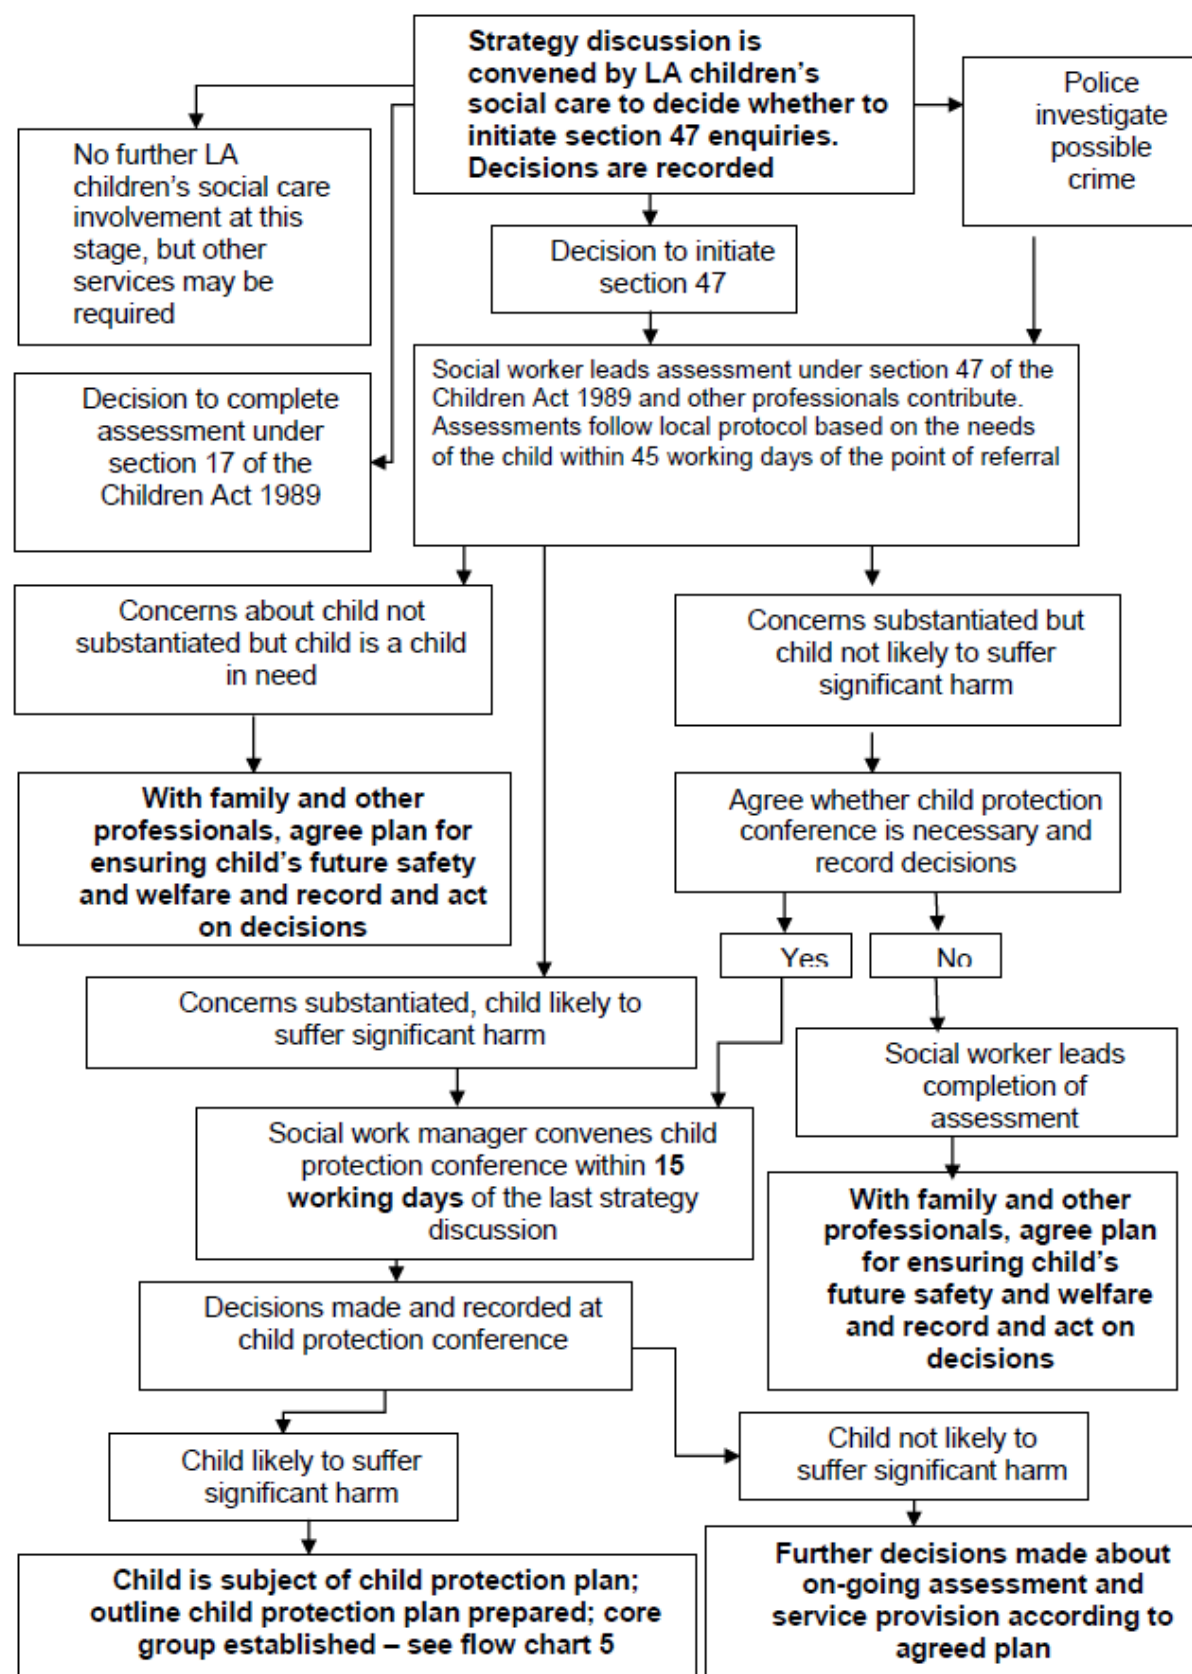 Strategy discussion is
convened by LA children's
social care to decide whether to
initiate section 47 enquiries.
Decisions are recorded
Police
investigate
possible
crime
No further LA
children's social care
involvement at this
stage, but other
services may be
required
Decision to initiate
section 47
Decision to complete
assessment under
section 17 of the
Children Act 1989
Social worker leads assessment under section 47 of the
Children Act 1989 and other professionals contribute.
Assessments follow local protocol based on the needs
of the child within 45 working days of the point of referral
Concerns about child not
substantiated but child is a child
in need
Concerns substantiated but
child not likely to suffer
significant harm
With family and other
professionals, agree plan for
ensuring child's future safety
and welfare and record and act
on decisions
Agree whether child protection
conference is necessary and
record decisions
Yes
No
Concerns substantiated, child likely to
suffer significant harm
Social worker leads
completion of
assessment
Social work manager convenes child
protection conference within 15
working days of the last strategy
discussion
With family and other
professionals, agree plan
for ensuring child's
future safety and welfare
and record and act on
decisions
Decisions made and recorded at
child protection conference
Child likely to suffer
significant harm
Child not likely to
suffer significant harm
Child is subject of child protection plan;
outline child protection plan prepared; core
group established – see flow chart 5
Further decisions made about
on-going assessment and
service provision according to
agreed plan